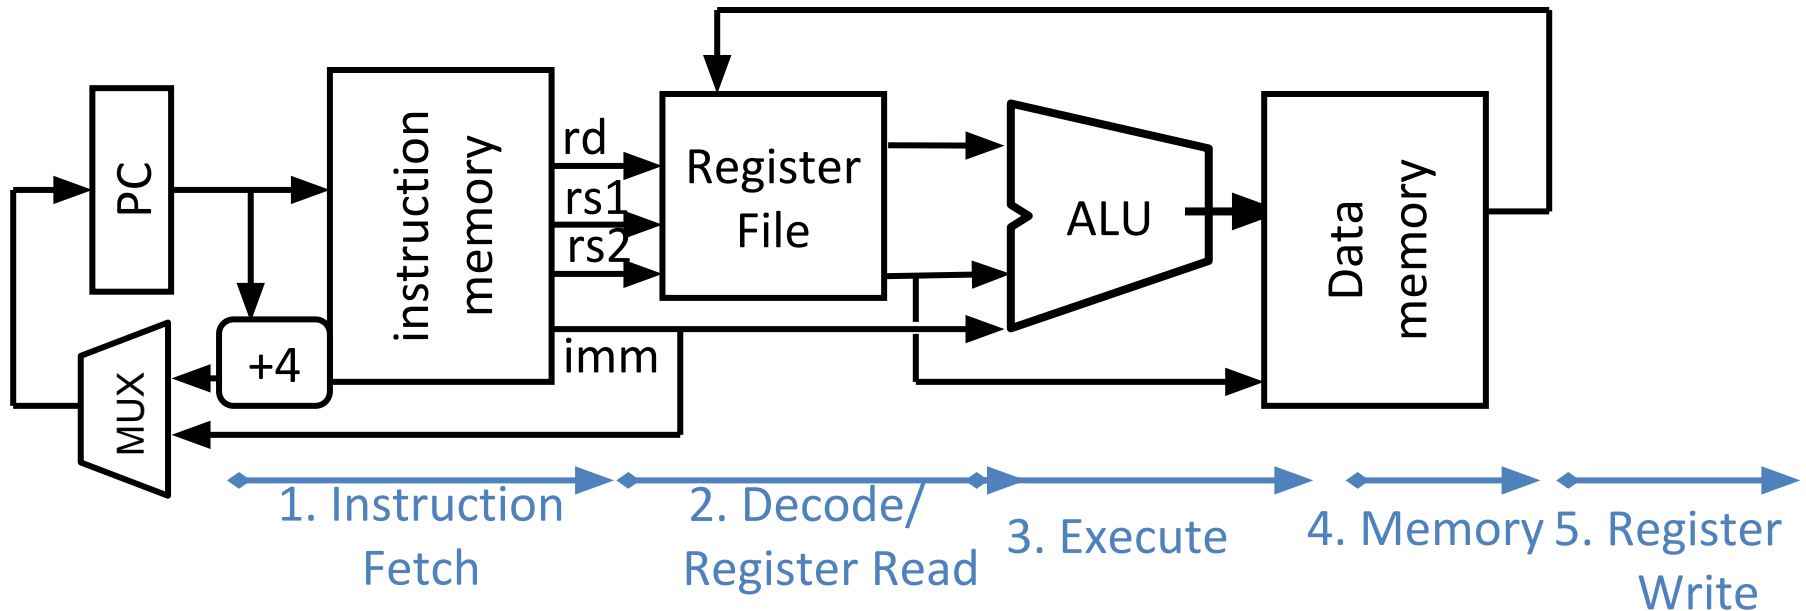 PC
instruction
memory
rd
rs1
rs2
imm
Register
File
ALU
Data
memory
+4
MUX
1. Instruction
Fetch
2. Decode/
Register Read
3. Execute
4. Memory
5. Register
Write